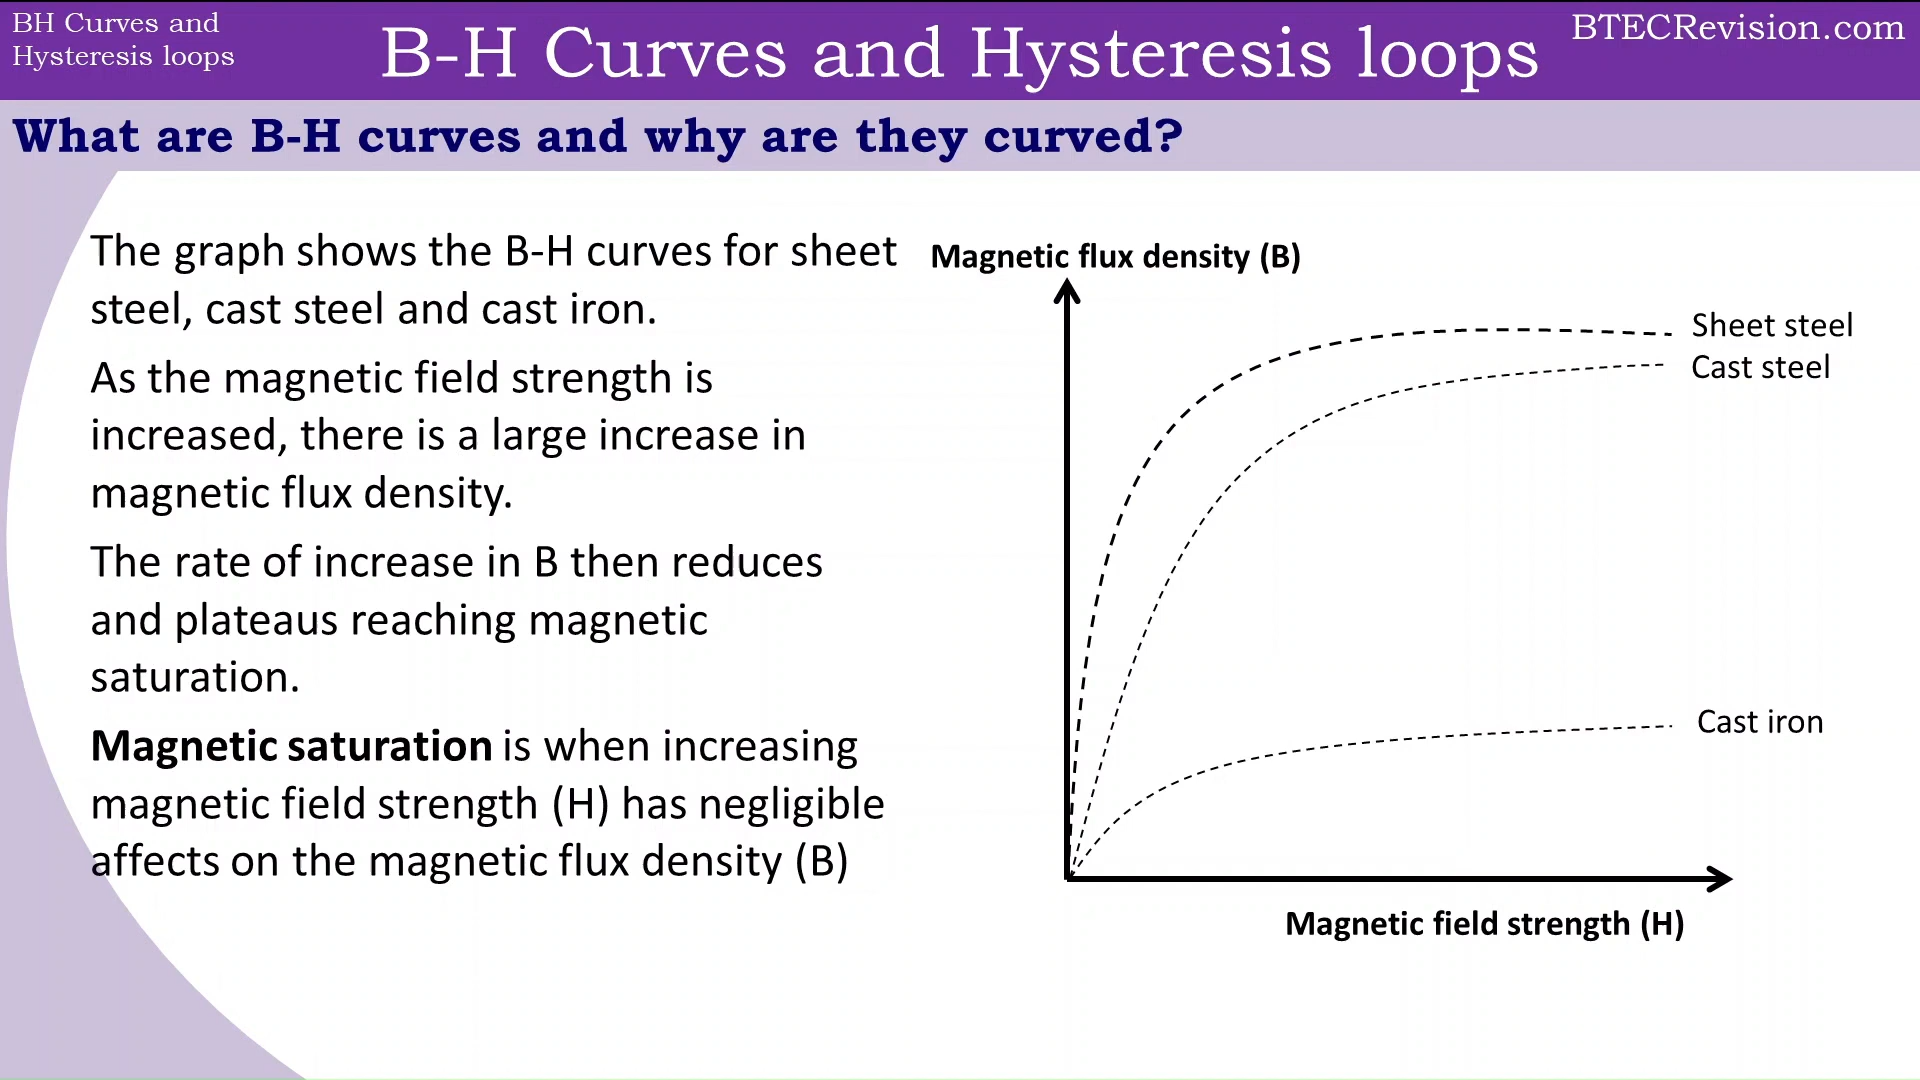 BH Curves and
Hysteresis loops
B-H Curves and Hysteresis loops
BTECRevision.com
What are B-H curves and why are they curved?
The graph shows the B-H curves for sheet
steel, cast steel and cast iron.
As the magnetic field strength is
increased, there is a large increase in
magnetic flux density.
The rate of increase in B then reduces
and plateaus reaching magnetic
saturation.
Magnetic saturation is when increasing
magnetic field strength (H) has negligible
affects on the magnetic flux density (B)
Magnetic flux density (B)
Sheet steel
Cast steel
Cast iron
Magnetic field strength (H)